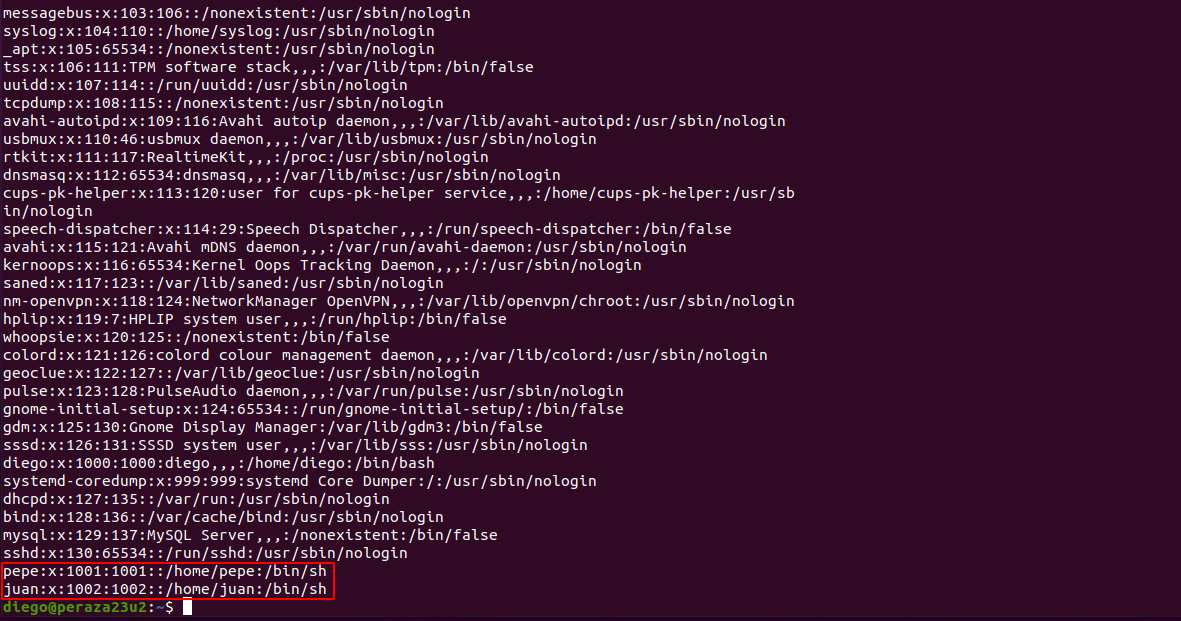 messagebus:x:103:106::/nonexistent:/usr/sbin/nologin
syslog:x:104:110::/home/syslog:/usr/sbin/nologin
_apt:x:105:65534::/nonexistent:/usr/sbin/nologin
tss:x:106:111:TPM software stack,,,:/var/lib/tpm:/bin/false
uuidd:x:107:114::/run/uuidd:/usr/sbin/nologin
tcpdump:x:108:115::/nonexistent:/usr/sbin/nologin
avahi-autoipd:x:109:116:Avahi autoip daemon,,,:/var/lib/avahi-autoipd:/usr/sbin/nologin
usbmux:x:110:46:usbmux daemon,,,:/var/lib/usbmux:/usr/sbin/nologin
rtkit:x:111:117:RealtimeKit,,,:/proc:/usr/sbin/nologin
dnsmasq:x:112:65534:dnsmasq,,,:/var/lib/misc:/usr/sbin/nologin
cups-pk-helper:x:113:120:user for cups-pk-helper service,,,:/home/cups-pk-helper:/usr/sb
in/nologin
speech-dispatcher:x:114:29:Speech Dispatcher,,,:/run/speech-dispatcher:/bin/false
avahi:x:115:121:Avahi mDNS daemon,,,:/var/run/avahi-daemon:/usr/sbin/nologin
kernoops:x:116:65534:Kernel Oops Tracking Daemon,,,:/:/usr/sbin/nologin
saned:x:117:123::/var/lib/saned:/usr/sbin/nologin
nm-openvpn:x:118:124:NetworkManager OpenVPN,,,:/var/lib/openvpn/chroot:/usr/sbin/nologin
hplip:x:119:7:HPLIP system user,,,:/run/hplip:/bin/false
whoopsie:x:120:125::/nonexistent:/bin/false
colord:x:121:126:colord colour management daemon,,,:/var/lib/colord:/usr/sbin/nologin
geoclue:x:122:127::/var/lib/geoclue:/usr/sbin/nologin
pulse:x:123:128:PulseAudio daemon,,,:/var/run/pulse:/usr/sbin/nologin
gnome-initial-setup:x:124:65534::/run/gnome-initial-setup/:/bin/false
gdm:x:125:130:Gnome Display Manager:/var/lib/gdm3:/bin/false
sssd:x:126:131:SSSD system user,,,:/var/lib/sss:/usr/sbin/nologin
diego:x:1000:1000:diego,,,:/home/diego:/bin/bash
systemd-coredump:x:999:999:systemd Core Dumper:/:/usr/sbin/nologin
dhcpd:x:127:135::/var/run:/usr/sbin/nologin
bind:x:128:136::/var/cache/bind:/usr/sbin/nologin
mysql:x:129:137:MySQL Server,,,:/nonexistent:/bin/false
sshd:x:130:65534::/run/sshd:/usr/sbin/nologin
pepe:x:1001:1001::/home/pepe:/bin/sh
juan:x:1002:1002::/home/juan:/bin/sh
diego@peraza23u2:~$